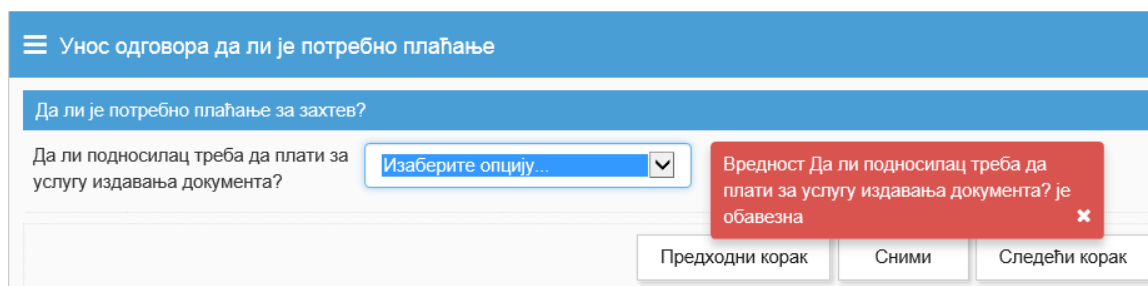 Унос одговора да ли је потребно плаћање
Да ли је потребно плаћање за захтев?
Да ли подносилац треба да плати за
услугу издавања документа?
Изаберите опцију...
Вредност Да ли подносилац треба да
плати за услугу издавања документа? је
обавезна
Предходни корак
Сними
Следећи корак